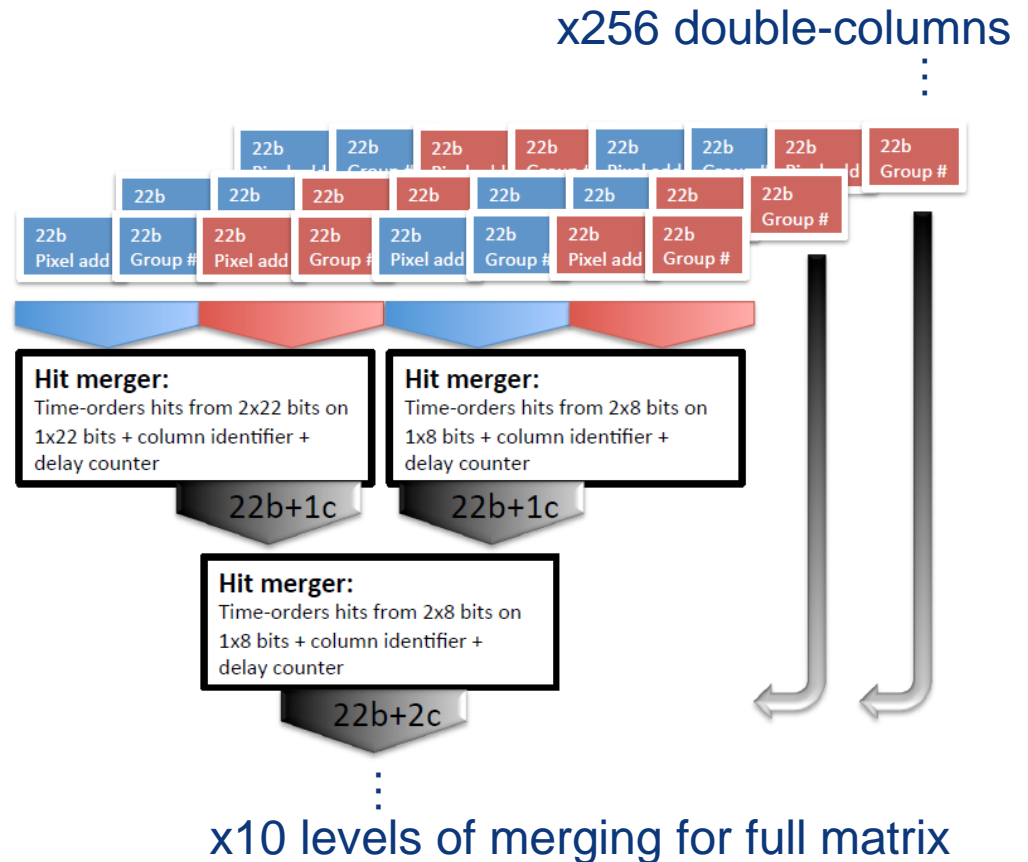 x256 double-columns
22b 22b 22b 22b 22b 22b 22b 22b
Group #
22b 22b 22b 22b 22b 22b 22b 22b
Group #
22b 22b 22b 22b 22b 22b 22b 22b
Pixel add Group # Pixel add Group # Pixel add Group # Pixel add Group #
Hit merger:
Time-orders hits from 2x22 bits on
1x22 bits + column identifier +
delay counter
Hit merger:
Time-orders hits from 2x8 bits on
1x8 bits + column identifier +
delay counter
22b+1c
22b+1c
Hit merger:
Time-orders hits from 2x8 bits on
1x8 bits + column identifier +
delay counter
22b+2c
x10 levels of merging for full matrix